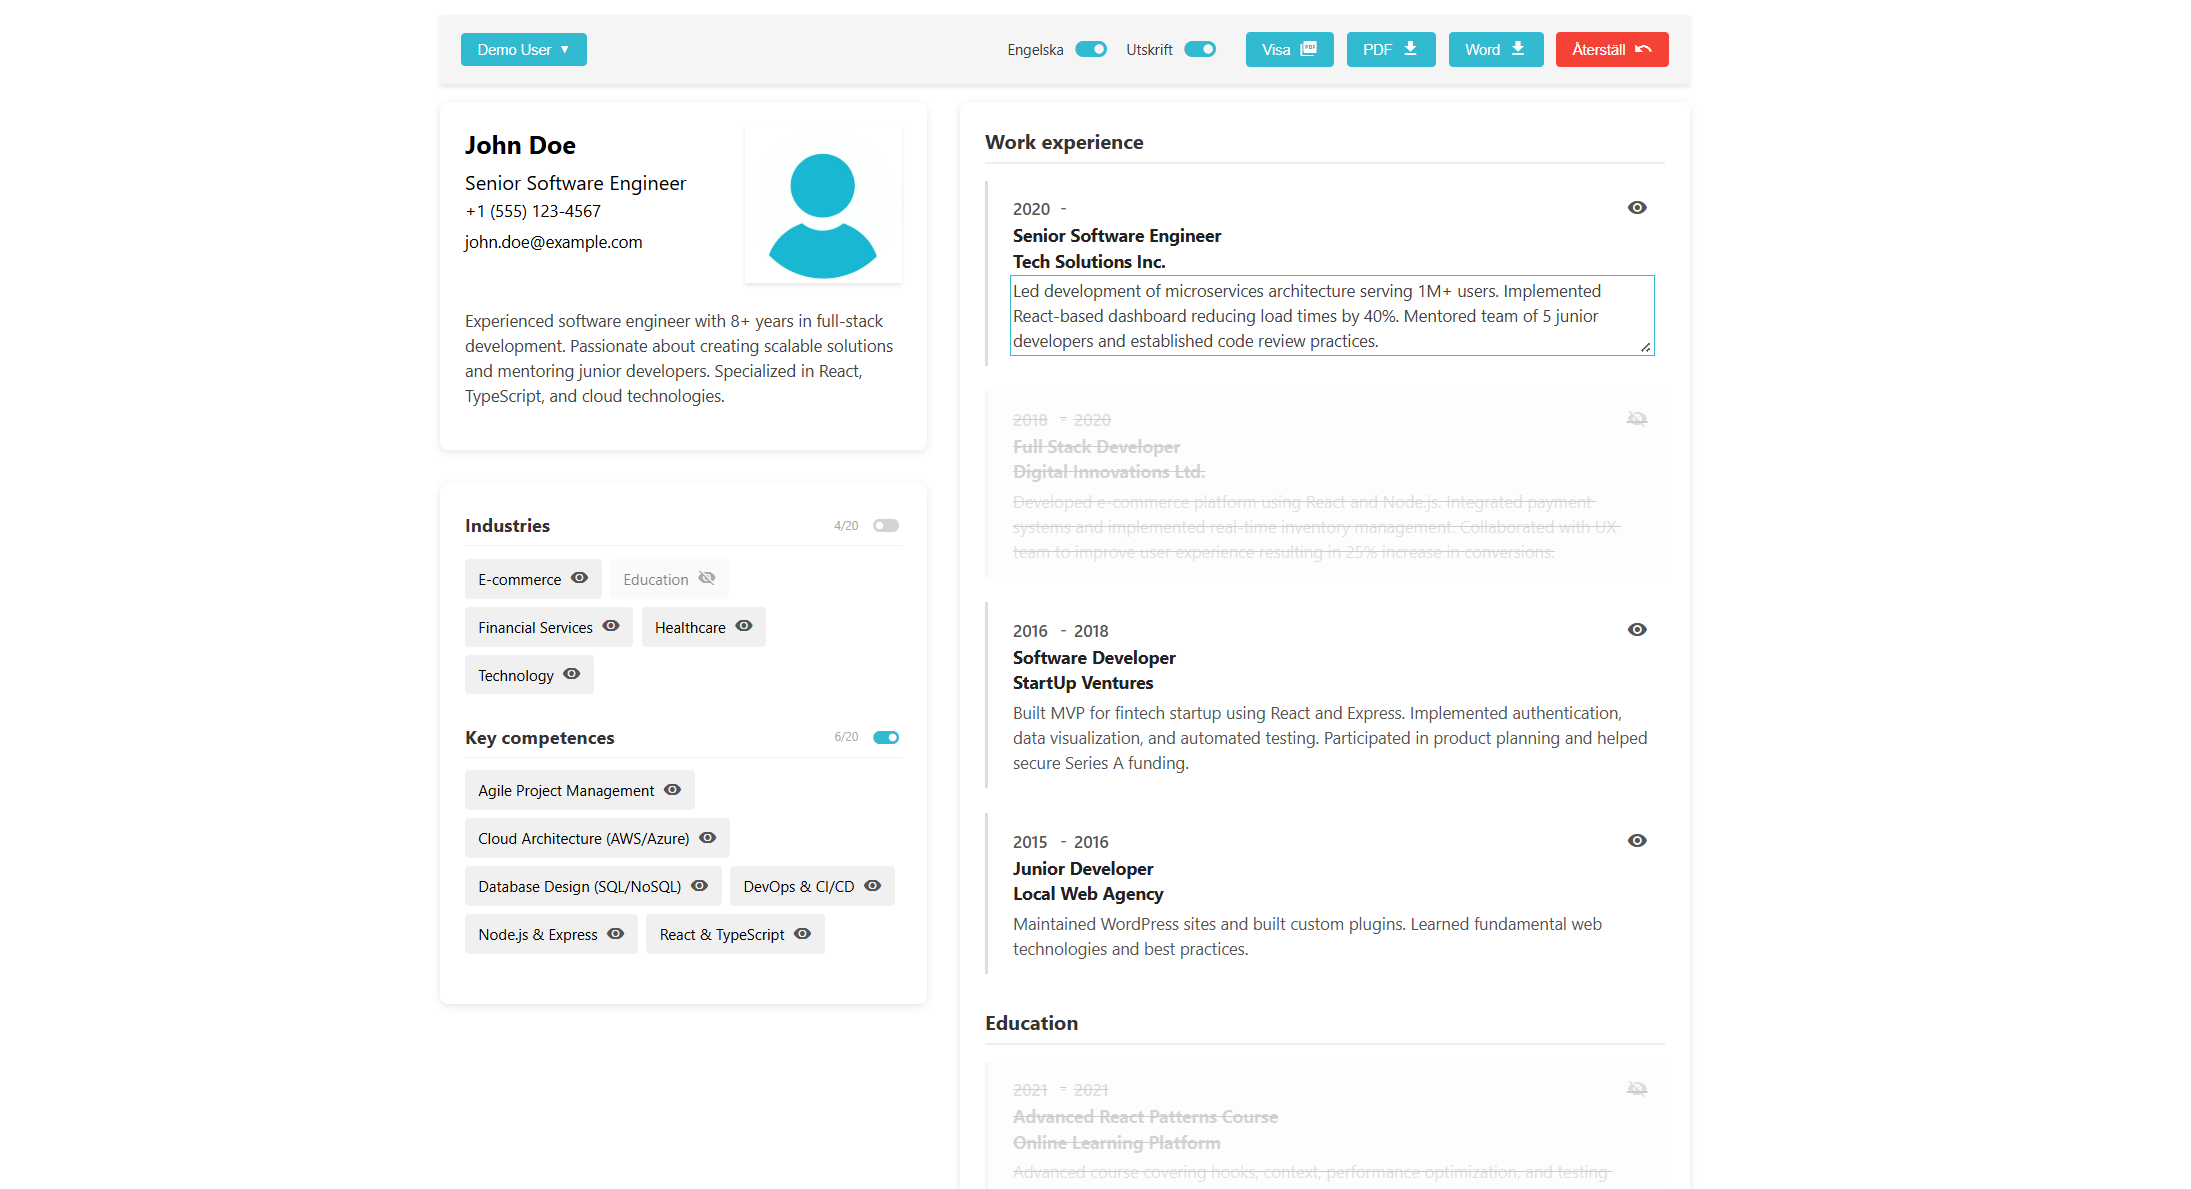 Demo User ▼
Engelska Utskrift Visa PDF PDF Word Återställ
John Doe
Senior Software Engineer
+1 (555) 123-4567
john.doe@example.com
Experienced software engineer with 8+ years in full-stack
development. Passionate about creating scalable solutions
and mentoring junior developers. Specialized in React,
TypeScript, and cloud technologies.
Industries 4/20
E-commerce Education
Financial Services Healthcare
Technology
Key competences 6/20
Agile Project Management
Cloud Architecture (AWS/Azure)
Database Design (SQL/NoSQL) DevOps & CI/CD
Node.js & Express React & TypeScript
Work experience
2020 -
Senior Software Engineer
Tech Solutions Inc.
Led development of microservices architecture serving 1M+ users. Implemented
React-based dashboard reducing load times by 40%. Mentored team of 5 junior
developers and established code review practices.
2018 - 2020
Full Stack Developer
Digital Innovations Ltd.
Developed e-commerce platform using React and Node.js. Integrated payment
systems and implemented real-time inventory management. Collaborated with UX
team to improve user experience resulting in 25% increase in conversions.
2016 - 2018
Software Developer
StartUp Ventures
Built MVP for fintech startup using React and Express. Implemented authentication,
data visualization, and automated testing. Participated in product planning and helped
secure Series A funding.
2015 - 2016
Junior Developer
Local Web Agency
Maintained WordPress sites and built custom plugins. Learned fundamental web
technologies and best practices.
Education
2021 - 2021
Advanced React Patterns Course
Online Learning Platform
Advanced course covering hooks, context, performance optimization, and testing